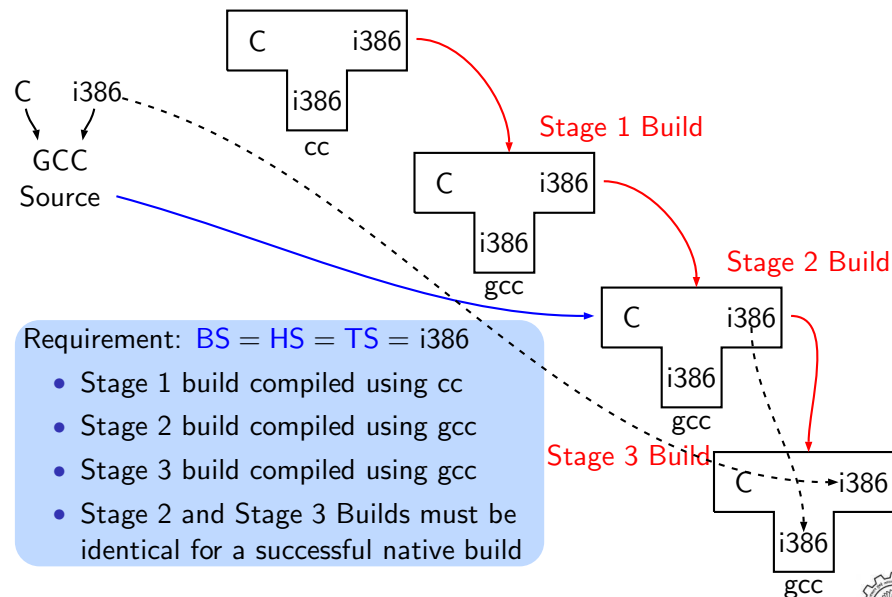 C i386
i386
cc
C i386
GCC
Source
Stage 1 Build
C i386
i386
gcc
Stage 2 Build
C i386
i386
gcc
Requirement: BS = HS = TS = i386
• Stage 1 build compiled using cc
• Stage 2 build compiled using gcc
• Stage 3 build compiled using gcc
• Stage 2 and Stage 3 Builds must be
identical for a successful native build
Stage 3 Build
C i386
i386
gcc